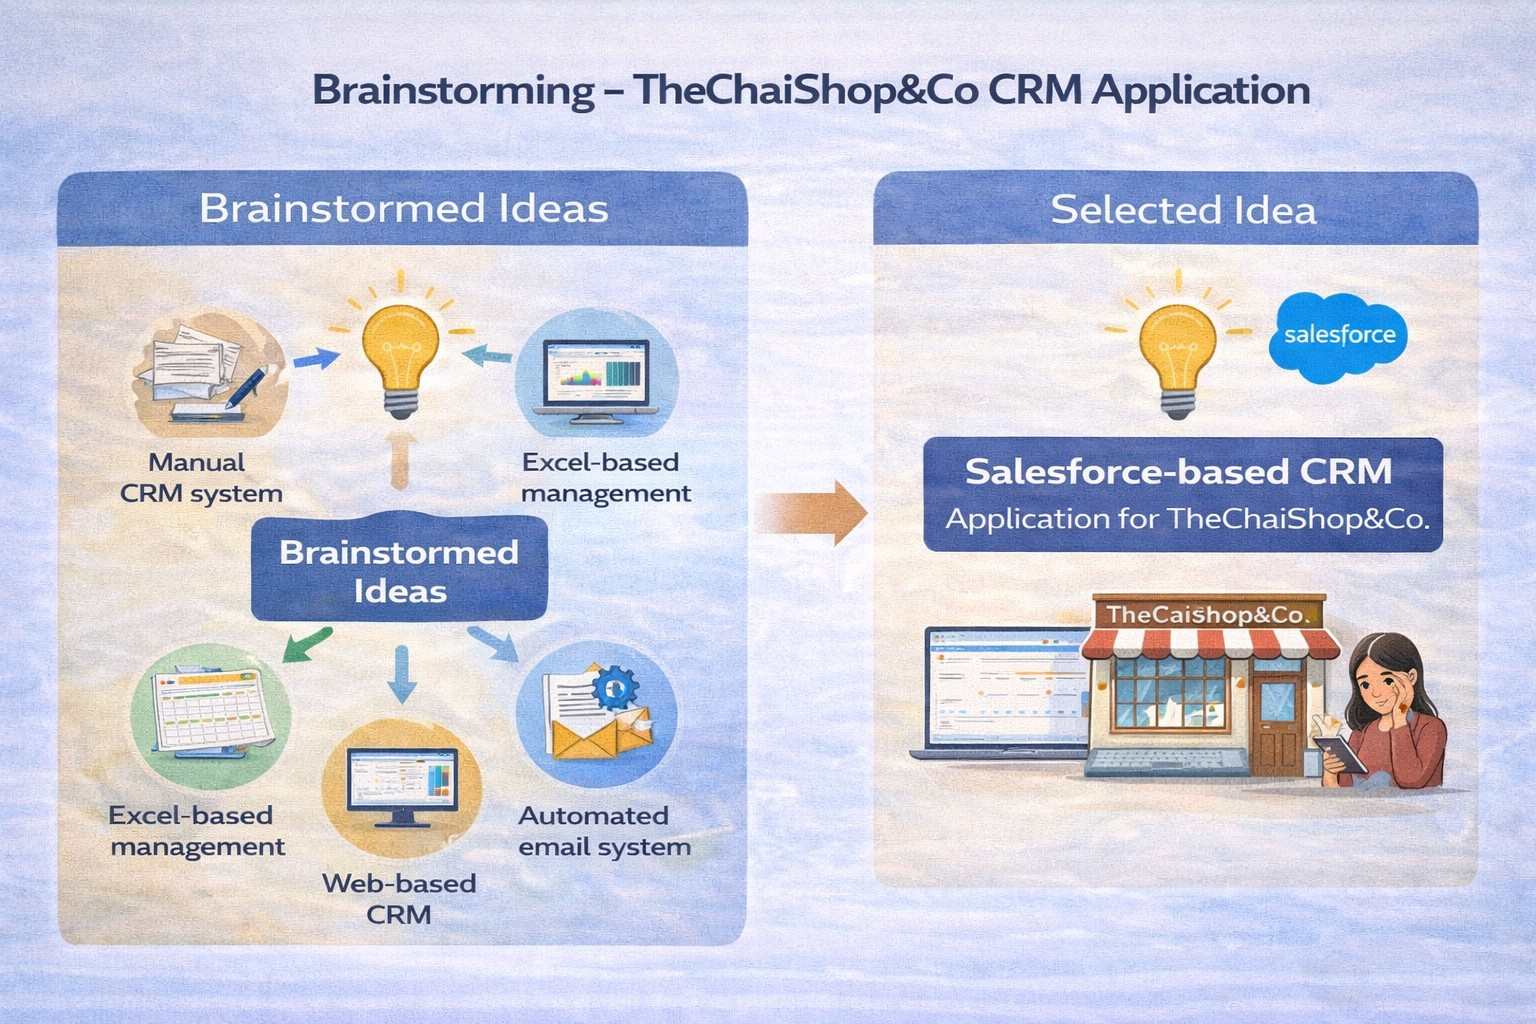 Brainstorming – TheChaiShop&Co CRM Application
Brainstormed Ideas
Manual
CRM system
Excel-based
management
Brainstormed
Ideas
Excel-based
management
Web-based
CRM
Automated
email system
Selected Idea
salesforce
Salesforce-based CRM
Application for TheChaiShop&Co.
TheCaishop&Co.